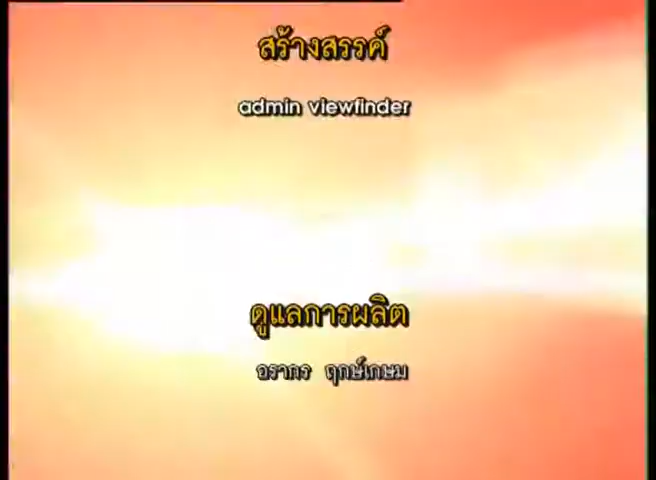 สร้างสรรค์
admin viewfinder
ดูแลการผลิต
อรากร ฤกษ์เกษม